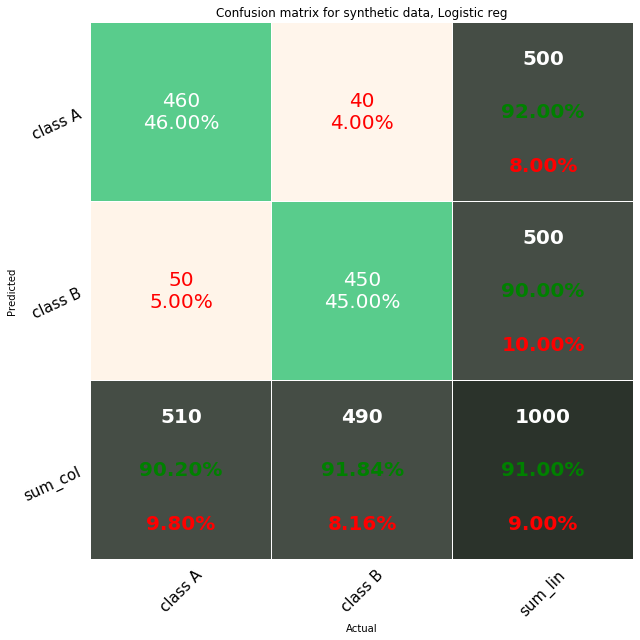 Confusion matrix for synthetic data, Logistic reg
class A
460
46.00%
40
4.00%
500
92.00%
8.00%
Predicted
class B
50
5.00%
450
45.00%
500
90.00%
10.00%
sum_col
510
90.20%
9.80%
490
91.84%
8.16%
1000
91.00%
9.00%
class A
class B
sum_lin
Actual